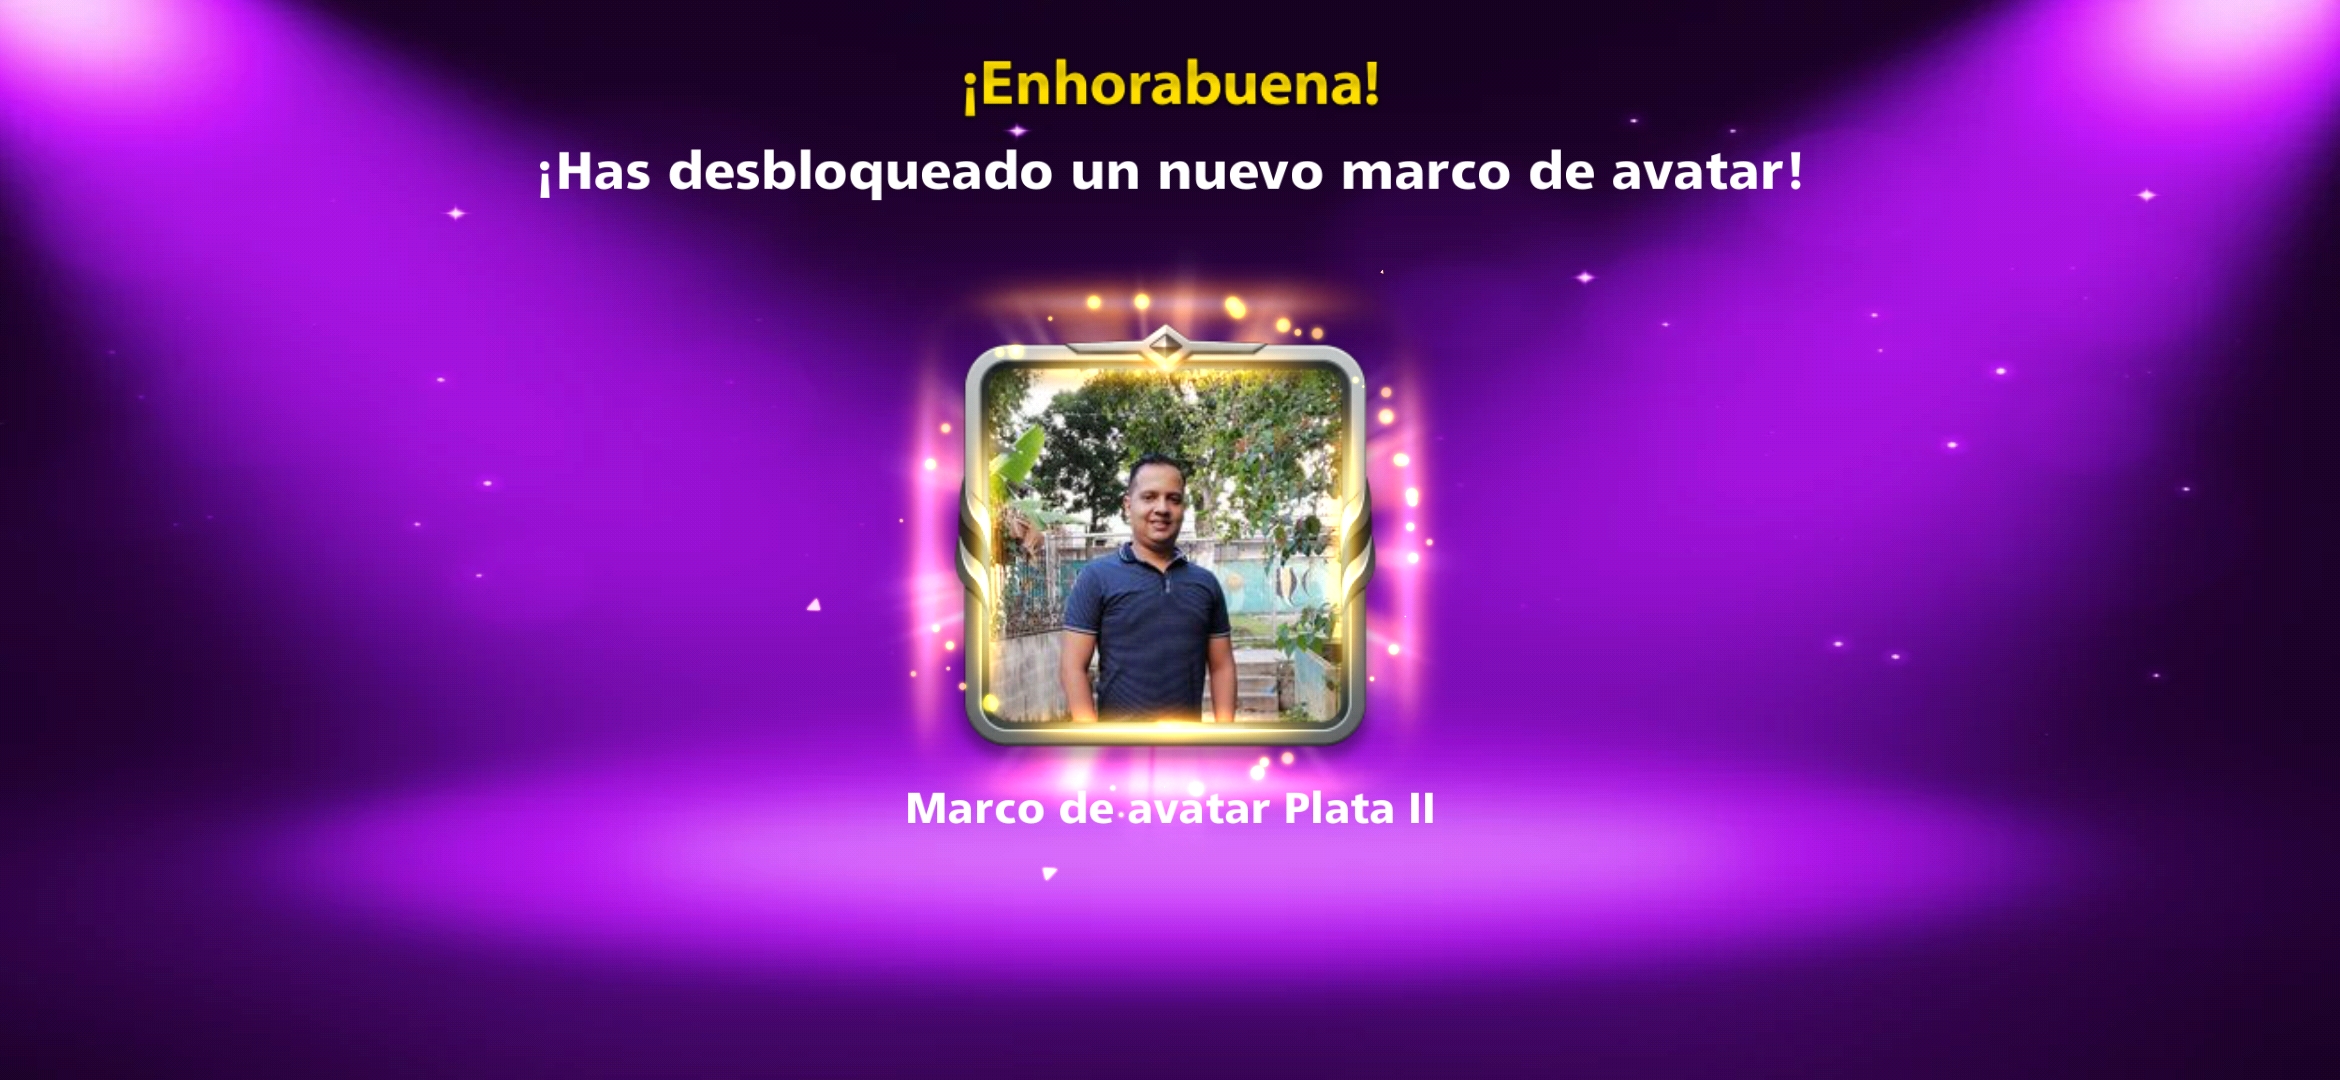 ¡Enhorabuena!
¡Has desbloqueado un nuevo marco de avatar!
Marco de avatar Plata II